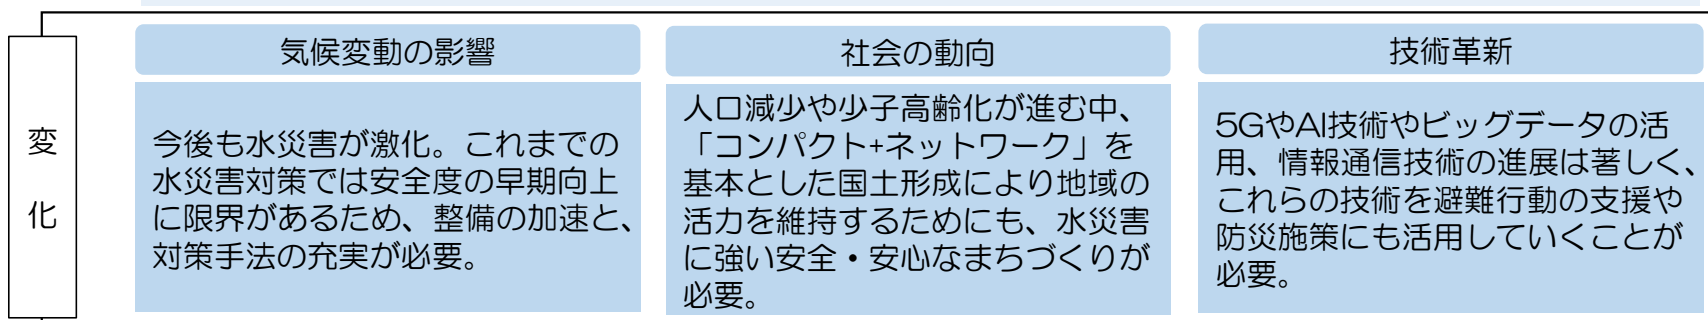 変
化
気候変動の影響
今後も水災害が激化。これまでの
水災害対策では安全度の早期向上
に限界があるため、整備の加速と、
対策手法の充実が必要。
社会の動向
人口減少や少子高齢化が進む中、
「コンパクト+ネットワーク」を
基本とした国土形成により地域の
活力を維持するためにも、水災害
に強い安全・安心なまちづくりが
必要。
技術革新
5GやAI技術やビッグデータの活
用、情報通信技術の進展は著しく、
これらの技術を避難行動の支援や
防災施策にも活用していくことが
必要。